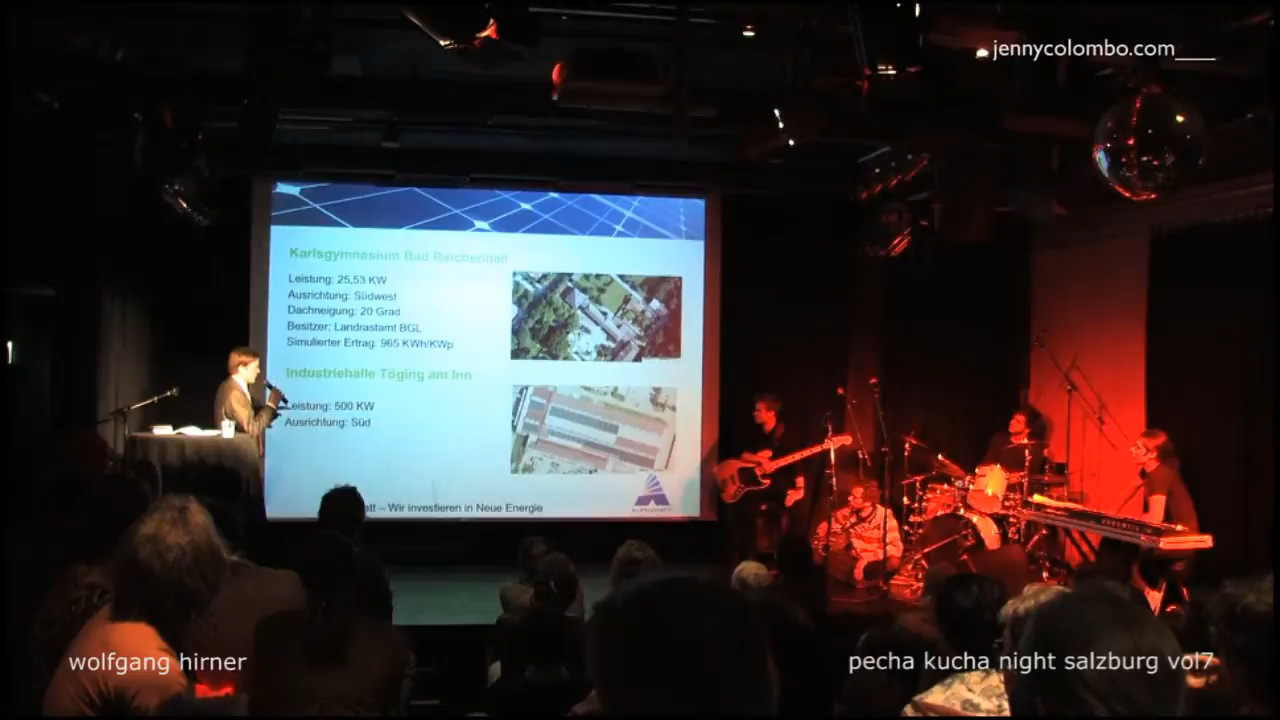 jennycolombo.com___
Karlsgymnasium Bad Reichenhall
Leistung: 25,53 KW
Ausrichtung: Südwest
Dachneigung: 20 Grad
Besitzer: Landrastamt BGL
Simulierter Ertrag: 965 KWh/KWp
Industriehalle Töging am Inn
Leistung: 500 KW
Ausrichtung: Süd
– Wir investieren in Neue Energie
wolfgang hirner
pecha kucha night salzburg vol7